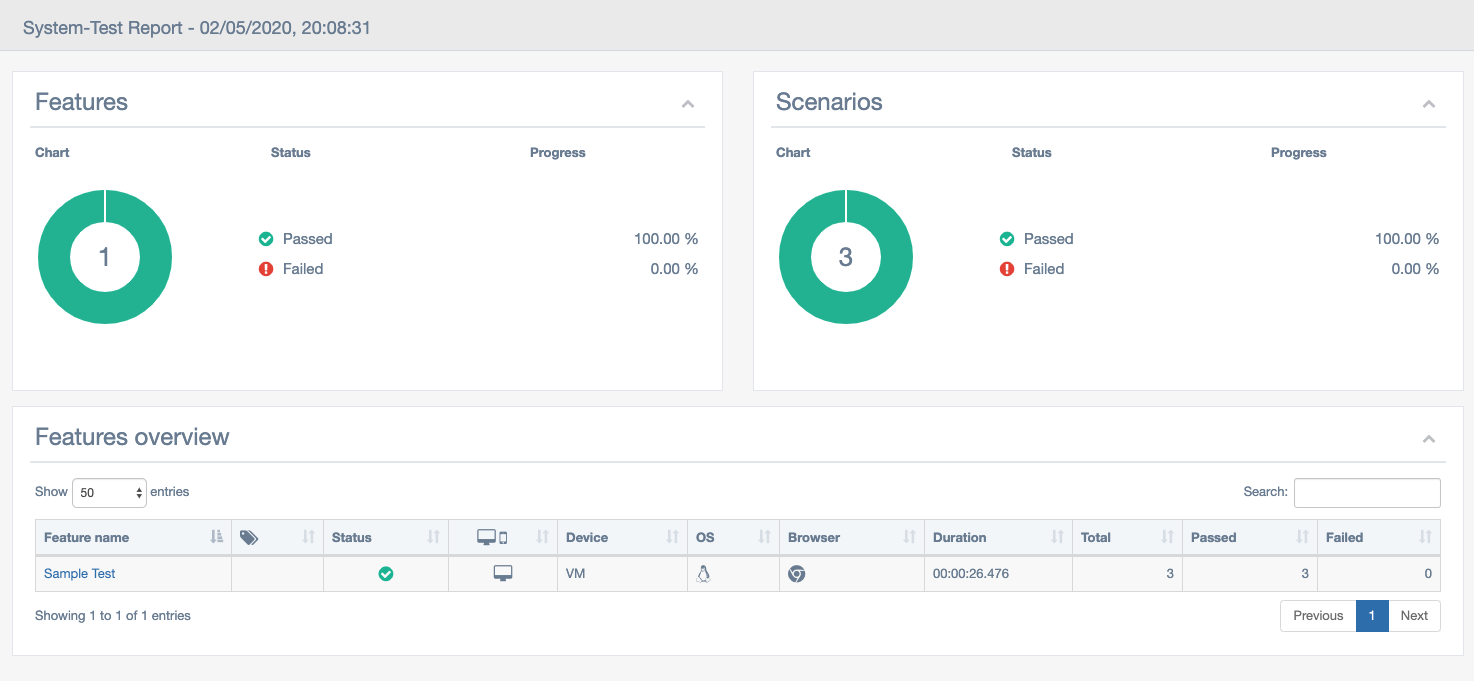 System-Test Report - 02/05/2020, 20:08:31
Features
Chart Status Progress
1
Passed 100.00 %
Failed 0.00 %
Scenarios
Chart Status Progress
3
Passed 100.00 %
Failed 0.00 %
Features overview
Show 50 entries Search:
Feature name Status Device OS Browser Duration Total Passed Failed
Sample Test VM 00:00:26.476 3 3 0
Showing 1 to 1 of 1 entries Previous 1 Next